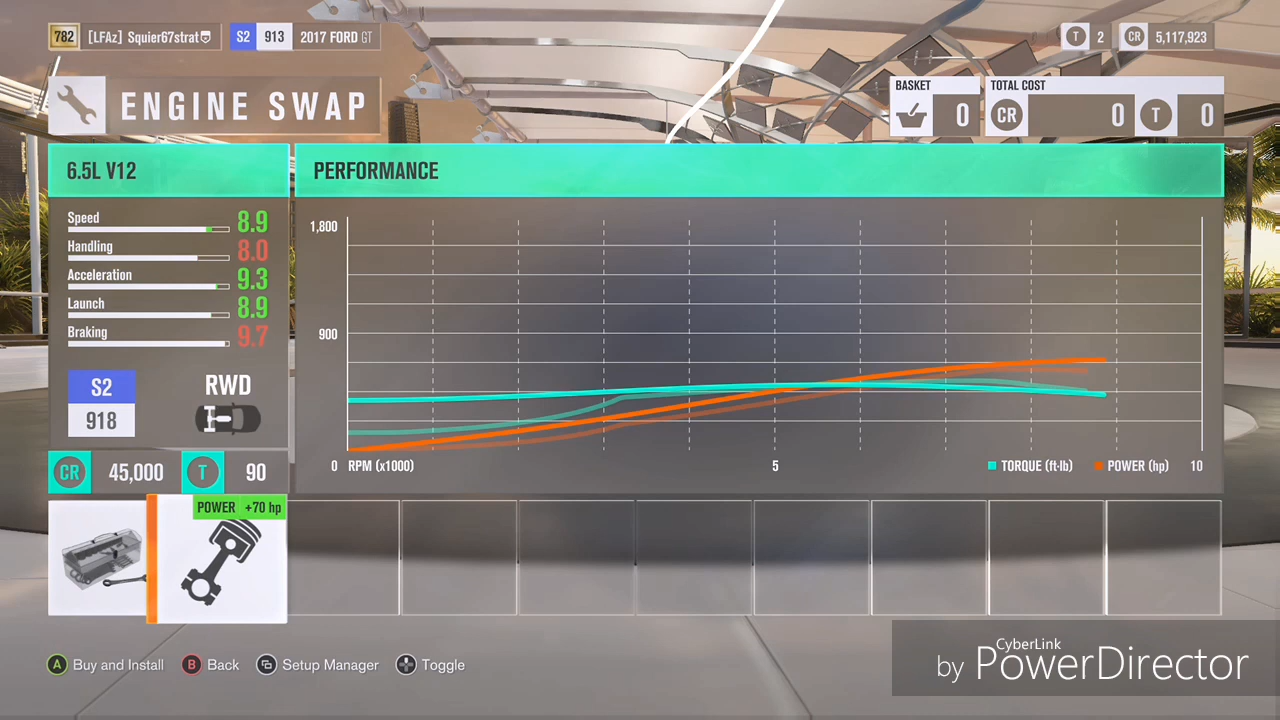 782 [LFAz] Squier67strat S2 913 2017 FORD GT T 2 CR 5,117,923
ENGINE SWAP
BASKET 0
TOTAL COST
CR 0 T 0
6.5L V12
Speed 8.9
Handling 8.0
Acceleration 9.3
Launch 8.9
Braking 9.7
S2 RWD
918
CR 45,000 T 90
PERFORMANCE
1,800
900
0 RPM (x1000) 5 TORQUE (ft-lb) POWER (hp) 10
POWER +70 hp
A Buy and Install B Back Setup Manager Toggle
by CyberLink PowerDirector